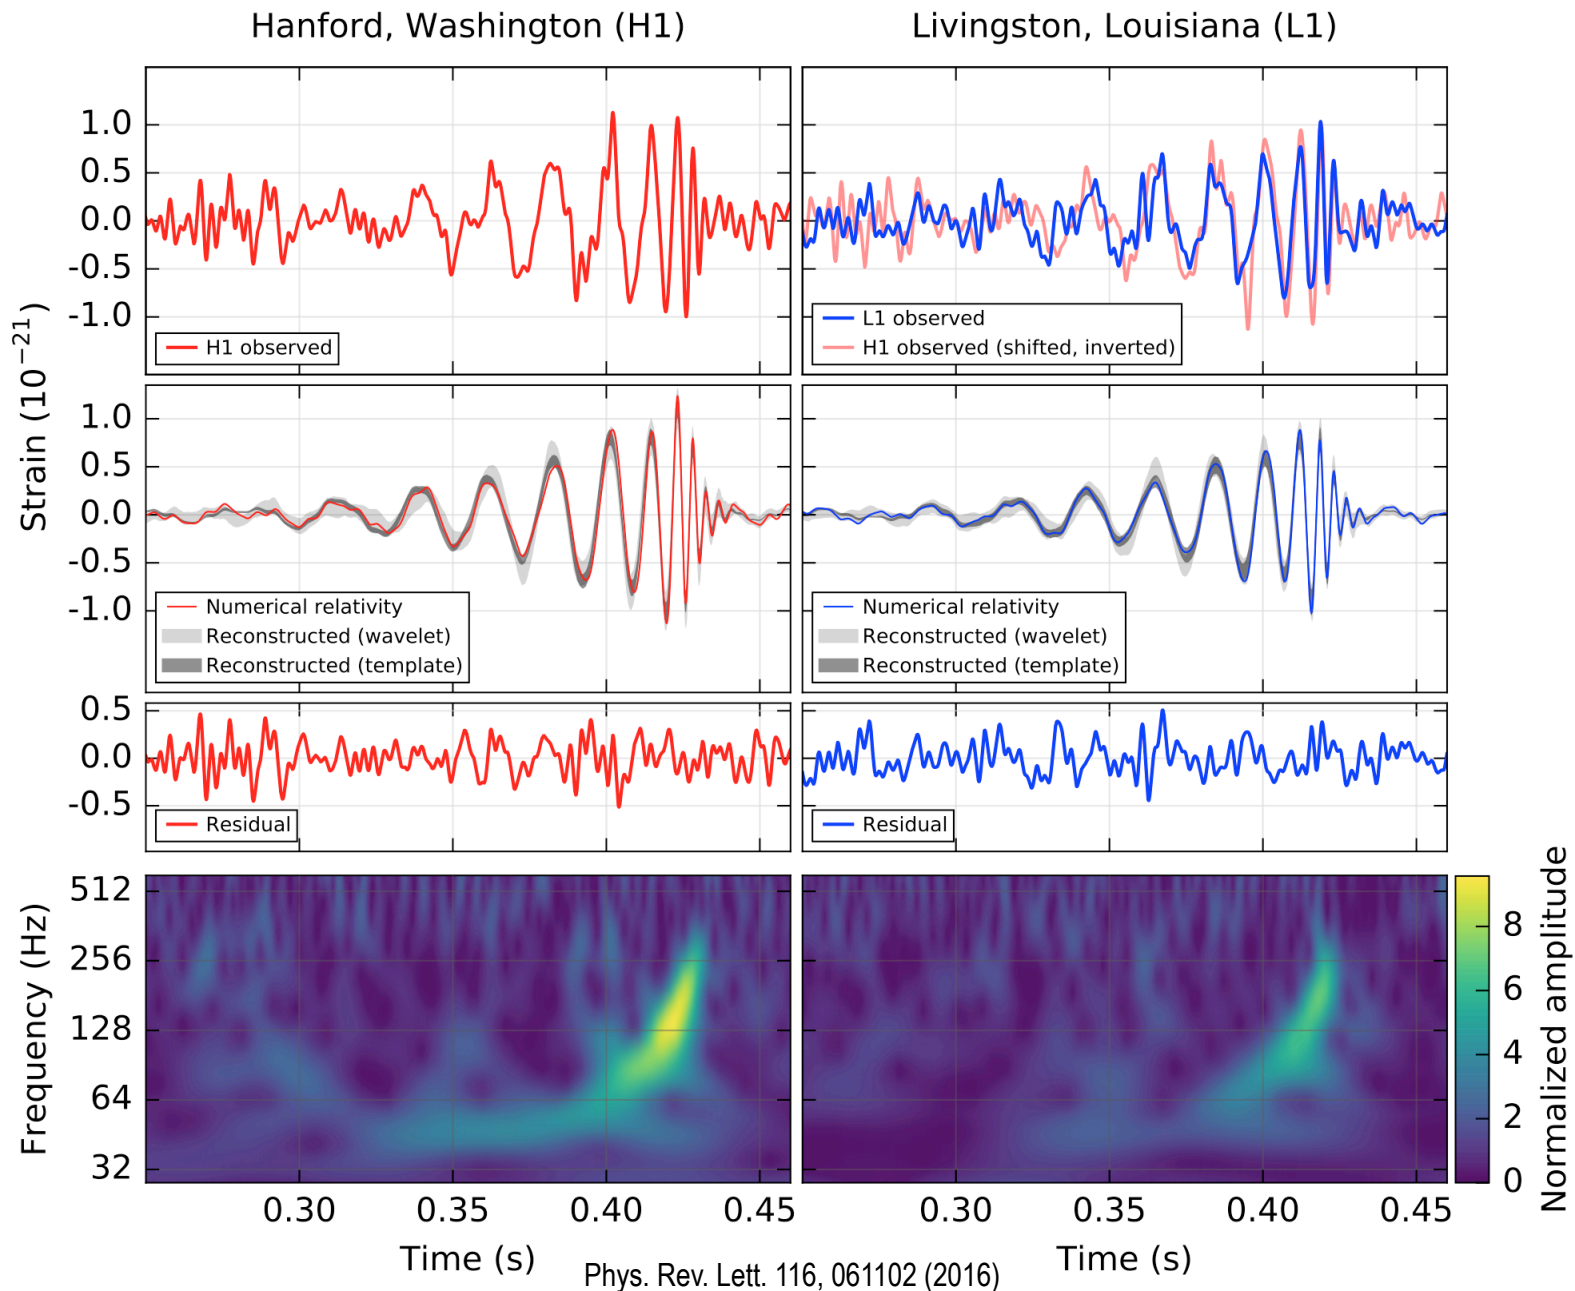 Hanford, Washington (H1)
Livingston, Louisiana (L1)
Strain (10⁻²¹)
1.0
0.5
0.0
-0.5
-1.0
H1 observed
L1 observed
H1 observed (shifted, inverted)
1.0
0.5
0.0
-0.5
-1.0
Numerical relativity
Reconstructed (wavelet)
Reconstructed (template)
Numerical relativity
Reconstructed (wavelet)
Reconstructed (template)
0.5
0.0
-0.5
Residual
Residual
Frequency (Hz)
512
256
128
64
32
Normalized amplitude
8
6
4
2
0
0.30 0.35 0.40 0.45
0.30 0.35 0.40 0.45
Time (s)
Time (s)
Phys. Rev. Lett. 116, 061102 (2016)